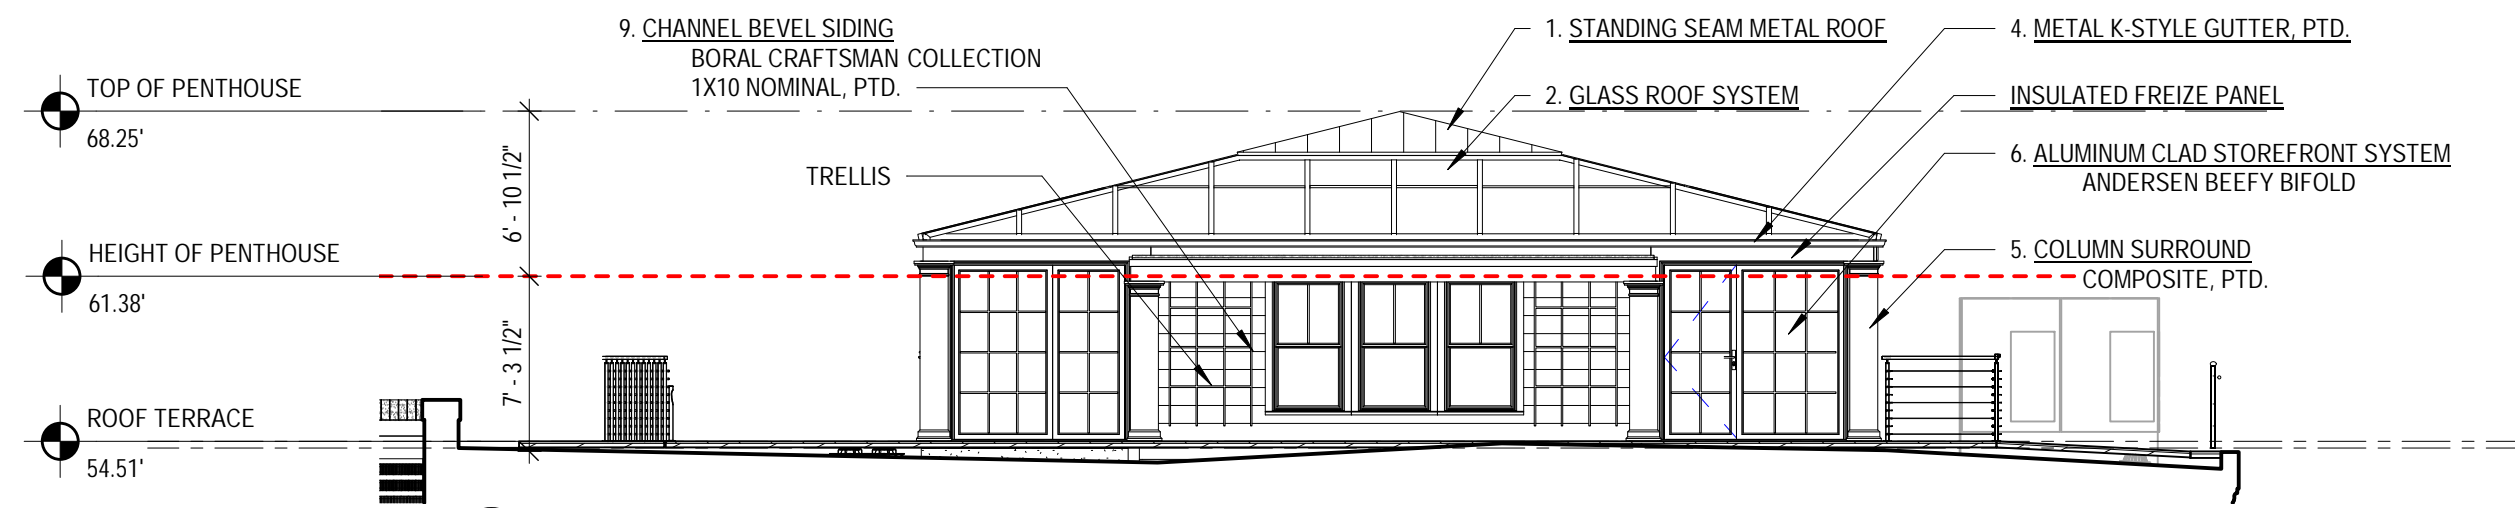 9. CHANNEL BEVEL SIDING
BORAL CRAFTSMAN COLLECTION
1X10 NOMINAL, PTD.
1. STANDING SEAM METAL ROOF
4. METAL K-STYLE GUTTER, PTD.
TOP OF PENTHOUSE
68.25'
2. GLASS ROOF SYSTEM
INSULATED FREIZE PANEL
6' - 10 1/2"
TRELLIS
6. ALUMINUM CLAD STOREFRONT SYSTEM
ANDERSEN BEEFY BIFOLD
HEIGHT OF PENTHOUSE
61.38'
5. COLUMN SURROUND
COMPOSITE, PTD.
7' - 3 1/2"
ROOF TERRACE
54.51'